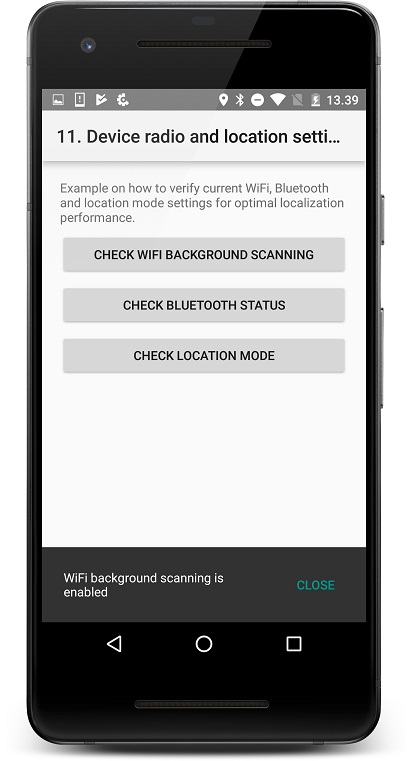 13.39
11. Device radio and location setti...
Example on how to verify current WiFi, Bluetooth
and location mode settings for optimal localization
performance.
CHECK WIFI BACKGROUND SCANNING
CHECK BLUETOOTH STATUS
CHECK LOCATION MODE
WiFi background scanning is
enabled
CLOSE